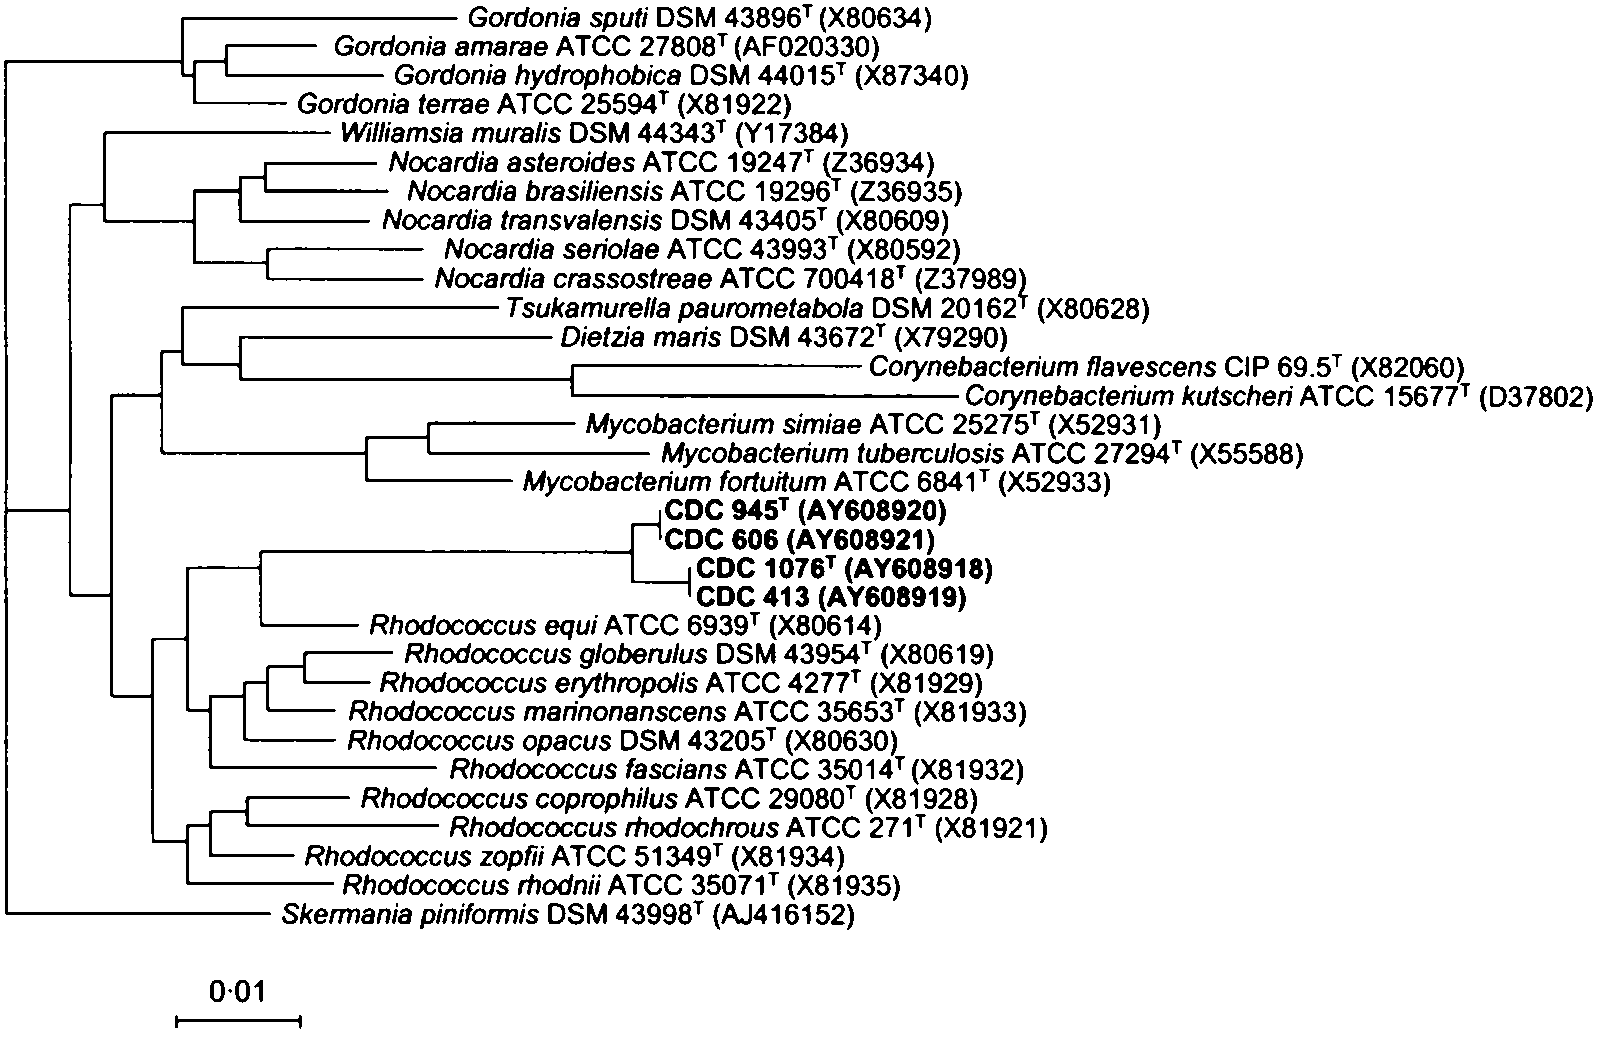 Gordonia sputi DSM 43896ᵀ (X80634)
Gordonia amarae ATCC 27808ᵀ (AF020330)
Gordonia hydrophobica DSM 44015ᵀ (X87340)
Gordonia terrae ATCC 25594ᵀ (X81922)
Williamsia muralis DSM 44343ᵀ (Y17384)
Nocardia asteroides ATCC 19247ᵀ (Z36934)
Nocardia brasiliensis ATCC 19296ᵀ (Z36935)
Nocardia transvalensis DSM 43405ᵀ (X80609)
Nocardia seriolae ATCC 43993ᵀ (X80592)
Nocardia crassostreae ATCC 700418ᵀ (Z37989)
Tsukamurella paurometabola DSM 20162ᵀ (X80628)
Dietzia maris DSM 43672ᵀ (X79290)
Corynebacterium flavescens CIP 69.5ᵀ (X82060)
Corynebacterium kutscheri ATCC 15677ᵀ (D37802)
Mycobacterium simiae ATCC 25275ᵀ (X52931)
Mycobacterium tuberculosis ATCC 27294ᵀ (X55588)
Mycobacterium fortuitum ATCC 6841ᵀ (X52933)
CDC 945ᵀ (AY608920)
CDC 606 (AY608921)
CDC 1076ᵀ (AY608918)
CDC 413 (AY608919)
Rhodococcus equi ATCC 6939ᵀ (X80614)
Rhodococcus globerulus DSM 43954ᵀ (X80619)
Rhodococcus erythropolis ATCC 4277ᵀ (X81929)
Rhodococcus marinonanscens ATCC 35653ᵀ (X81933)
Rhodococcus opacus DSM 43205ᵀ (X80630)
Rhodococcus fascians ATCC 35014ᵀ (X81932)
Rhodococcus coprophilus ATCC 29080ᵀ (X81928)
Rhodococcus rhodochrous ATCC 271ᵀ (X81921)
Rhodococcus zopfii ATCC 51349ᵀ (X81934)
Rhodococcus rhodnii ATCC 35071ᵀ (X81935)
Skermania piniformis DSM 43998ᵀ (AJ416152)
0·01